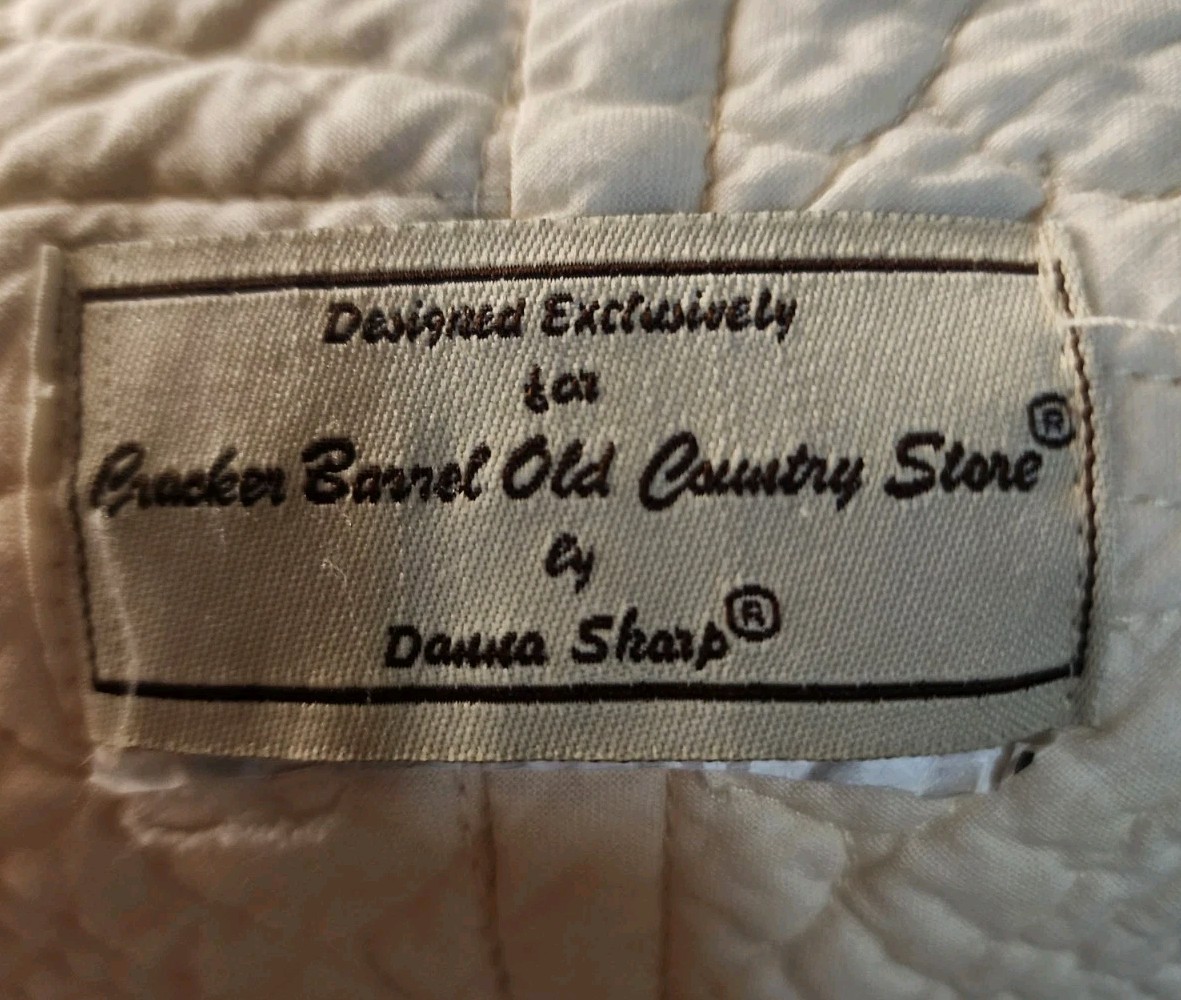 Designed Exclusively
for
Cracker Barrel Old Country Store®
by
Donna Sharp®